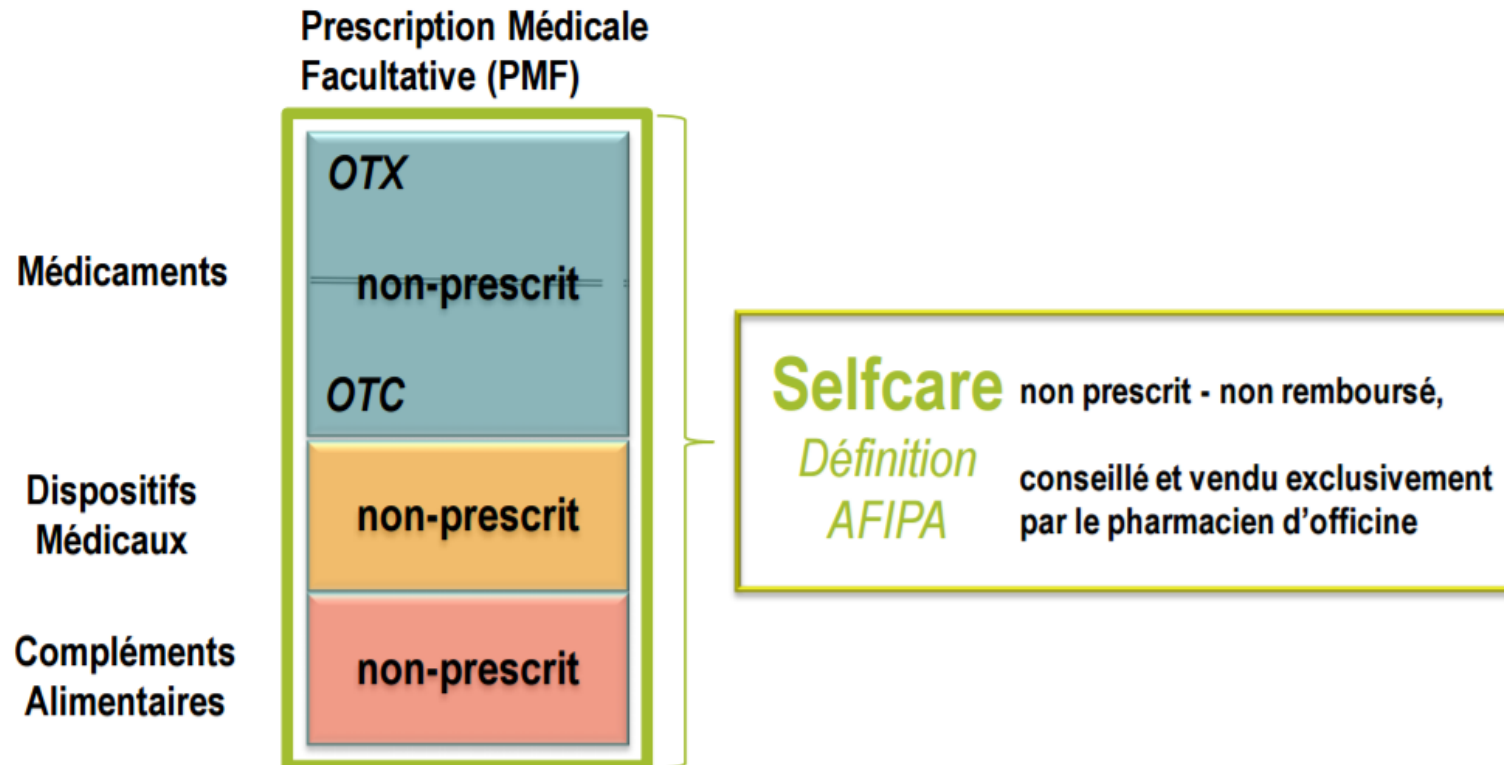 Prescription Médicale
Facultative (PMF)
OTX
Médicaments
non-prescrit
OTC
Dispositifs
Médicaux
non-prescrit
Compléments
Alimentaires
non-prescrit
Selfcare
Définition
AFIPA
non prescrit - non remboursé,
conseillé et vendu exclusivement
par le pharmacien d’officine